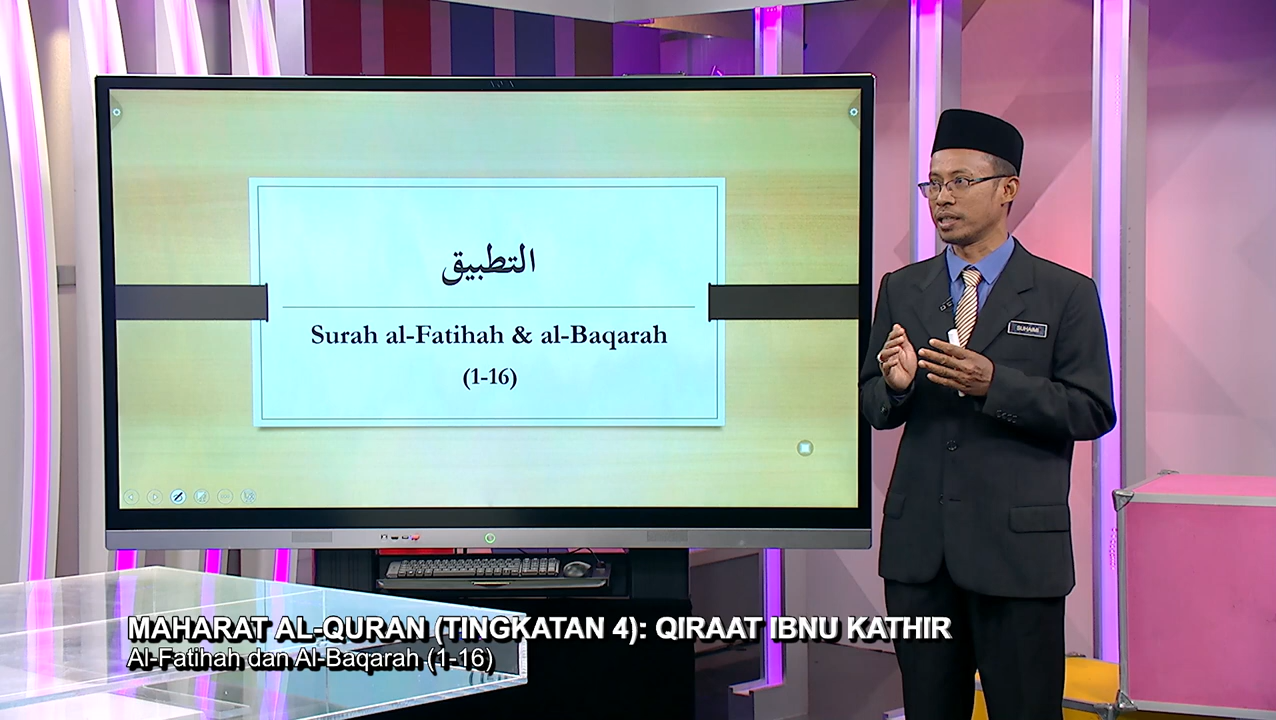 التطبيق
Surah al-Fatihah & al-Baqarah
(1-16)
SUHAIMI
MAHARAT AL-QURAN (TINGKATAN 4): QIRAAT IBNU KATHIR
Al-Fatihah dan Al-Baqarah (1-16)